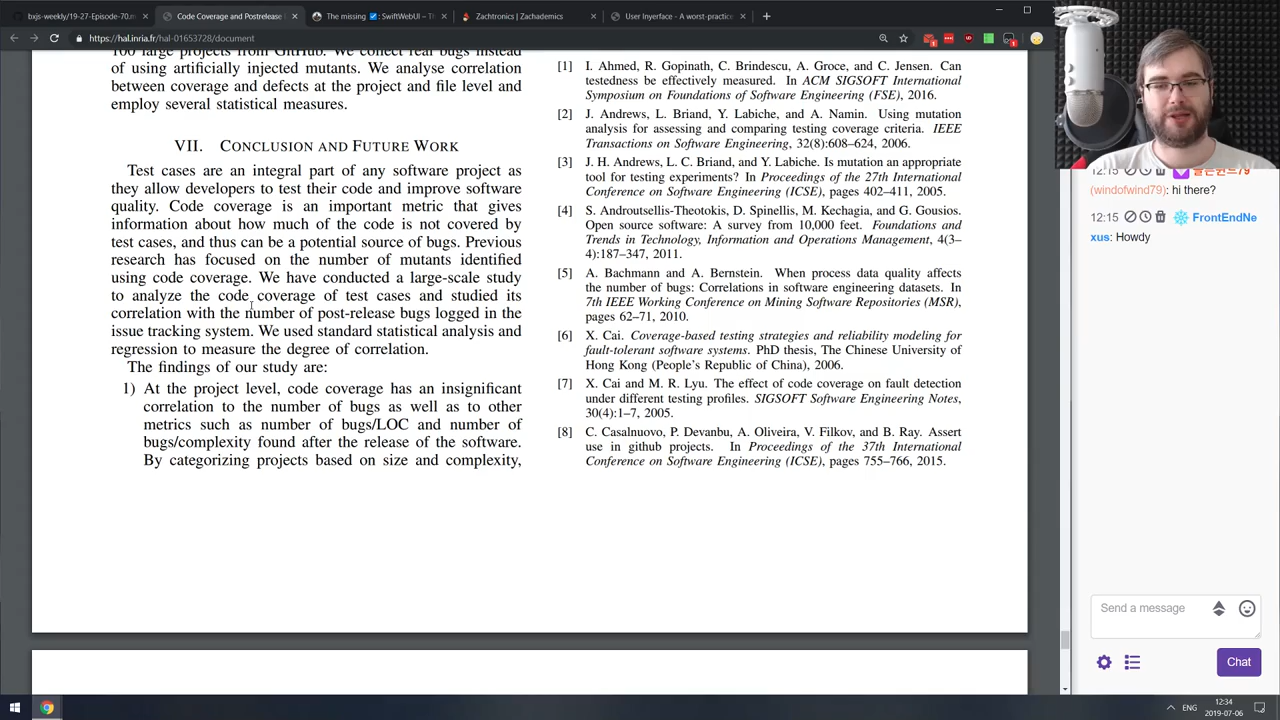 bxjs-weekly/19-27-Episode-70.m
Code Coverage and Postrelease
The missing ☑: SwiftWebUI – Th
Zachtronics | Zachademics
User Inyerface - A worst-practice
https://hal.inria.fr/hal-01653728/document
100 large projects from GitHub. We collect real bugs instead
of using artificially injected mutants. We analyse correlation
between coverage and defects at the project and file level and
employ several statistical measures.
VII. CONCLUSION AND FUTURE WORK
Test cases are an integral part of any software project as
they allow developers to test their code and improve software
quality. Code coverage is an important metric that gives
information about how much of the code is not covered by
test cases, and thus can be a potential source of bugs. Previous
research has focused on the number of mutants identified
using code coverage. We have conducted a large-scale study
to analyze the code coverage of test cases and studied its
correlation with the number of post-release bugs logged in the
issue tracking system. We used standard statistical analysis and
regression to measure the degree of correlation.
The findings of our study are:
1) At the project level, code coverage has an insignificant
correlation to the number of bugs as well as to other
metrics such as number of bugs/LOC and number of
bugs/complexity found after the release of the software.
By categorizing projects based on size and complexity,
[1] I. Ahmed, R. Gopinath, C. Brindescu, A. Groce, and C. Jensen. Can
testedness be effectively measured. In ACM SIGSOFT International
Symposium on Foundations of Software Engineering (FSE), 2016.
[2] J. Andrews, L. Briand, Y. Labiche, and A. Namin. Using mutation
analysis for assessing and comparing testing coverage criteria. IEEE
Transactions on Software Engineering, 32(8):608–624, 2006.
[3] J. H. Andrews, L. C. Briand, and Y. Labiche. Is mutation an appropriate
tool for testing experiments? In Proceedings of the 27th International
Conference on Software Engineering (ICSE), pages 402–411, 2005.
[4] S. Androutsellis-Theotokis, D. Spinellis, M. Kechagia, and G. Gousios.
Open source software: A survey from 10,000 feet. Foundations and
Trends in Technology, Information and Operations Management, 4(3–
4):187–347, 2011.
[5] A. Bachmann and A. Bernstein. When process data quality affects
the number of bugs: Correlations in software engineering datasets. In
7th IEEE Working Conference on Mining Software Repositories (MSR),
pages 62–71, 2010.
[6] X. Cai. Coverage-based testing strategies and reliability modeling for
fault-tolerant software systems. PhD thesis, The Chinese University of
Hong Kong (People's Republic of China), 2006.
[7] X. Cai and M. R. Lyu. The effect of code coverage on fault detection
under different testing profiles. SIGSOFT Software Engineering Notes,
30(4):1–7, 2005.
[8] C. Casalnuovo, P. Devanbu, A. Oliveira, V. Filkov, and B. Ray. Assert
use in github projects. In Proceedings of the 37th International
Conference on Software Engineering (ICSE), pages 755–766, 2015.
12:15
(windofwind79): hi there?
12:15 FrontEndNe
xus: Howdy
Send a message
Chat
ENG
12:34
2019-07-06